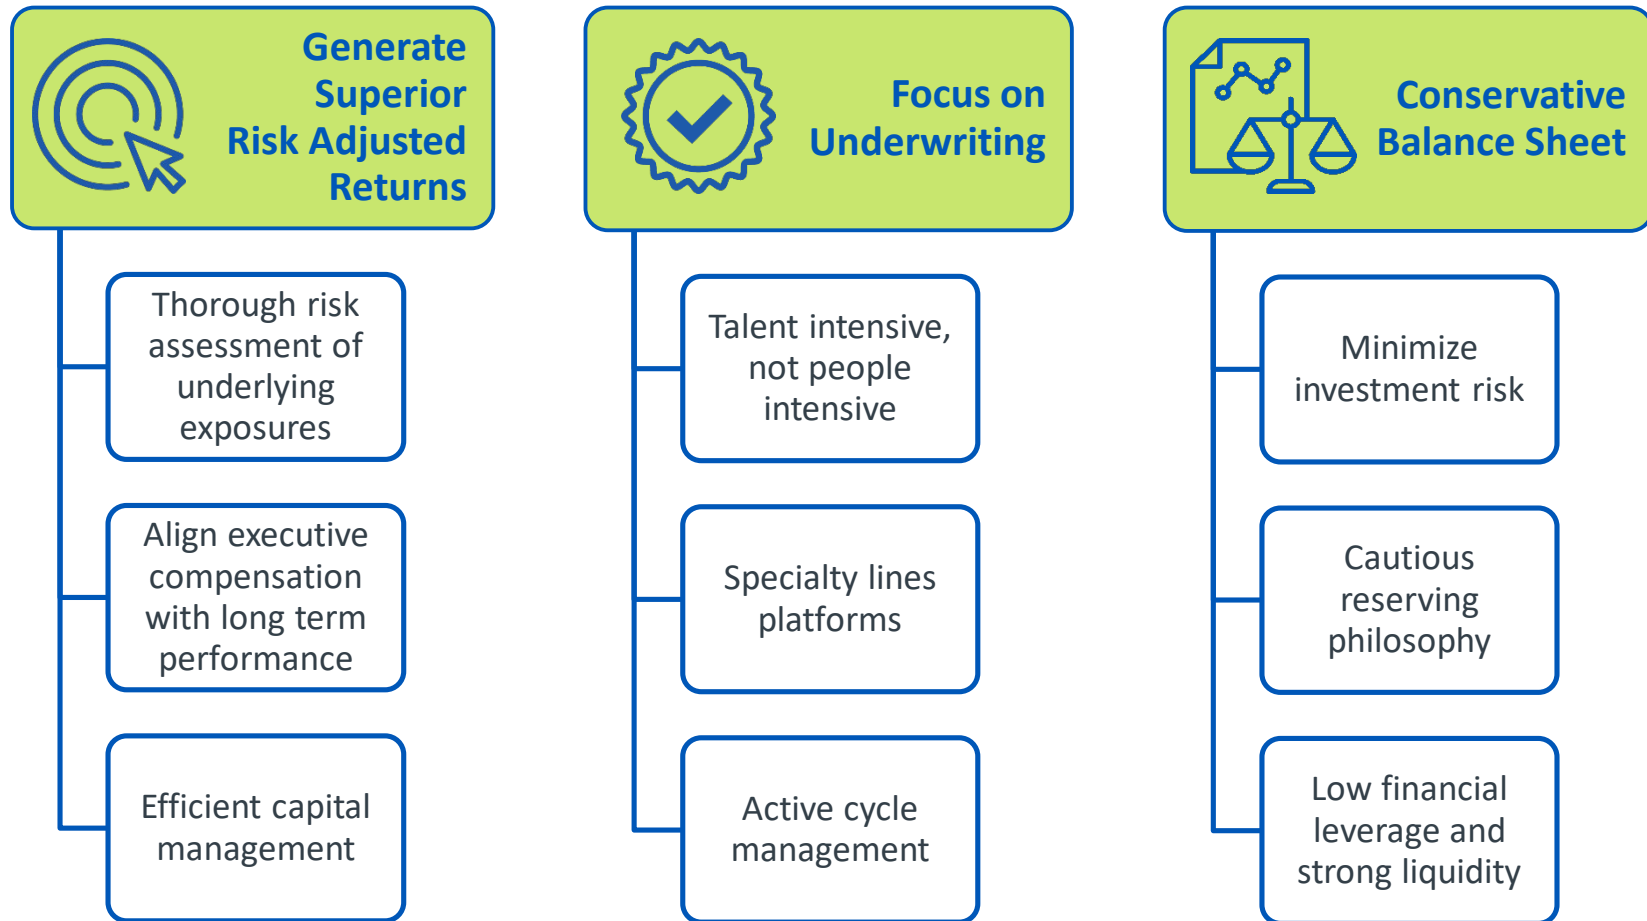 Generate
Superior
Risk Adjusted
Returns
Thorough risk
assessment of
underlying
exposures
Align executive
compensation
with long term
performance
Efficient capital
management
Focus on
Underwriting
Talent intensive,
not people
intensive
Specialty lines
platforms
Active cycle
management
Conservative
Balance Sheet
Minimize
investment risk
Cautious
reserving
philosophy
Low financial
leverage and
strong liquidity